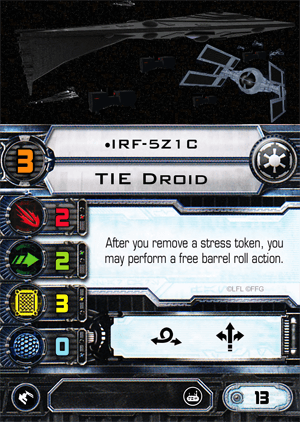 •IRF-5Z1C
3
TIE DROID
2
After you remove a stress token, you
may perform a free barrel roll action.
2
©LFL ©FFG
3
0
13